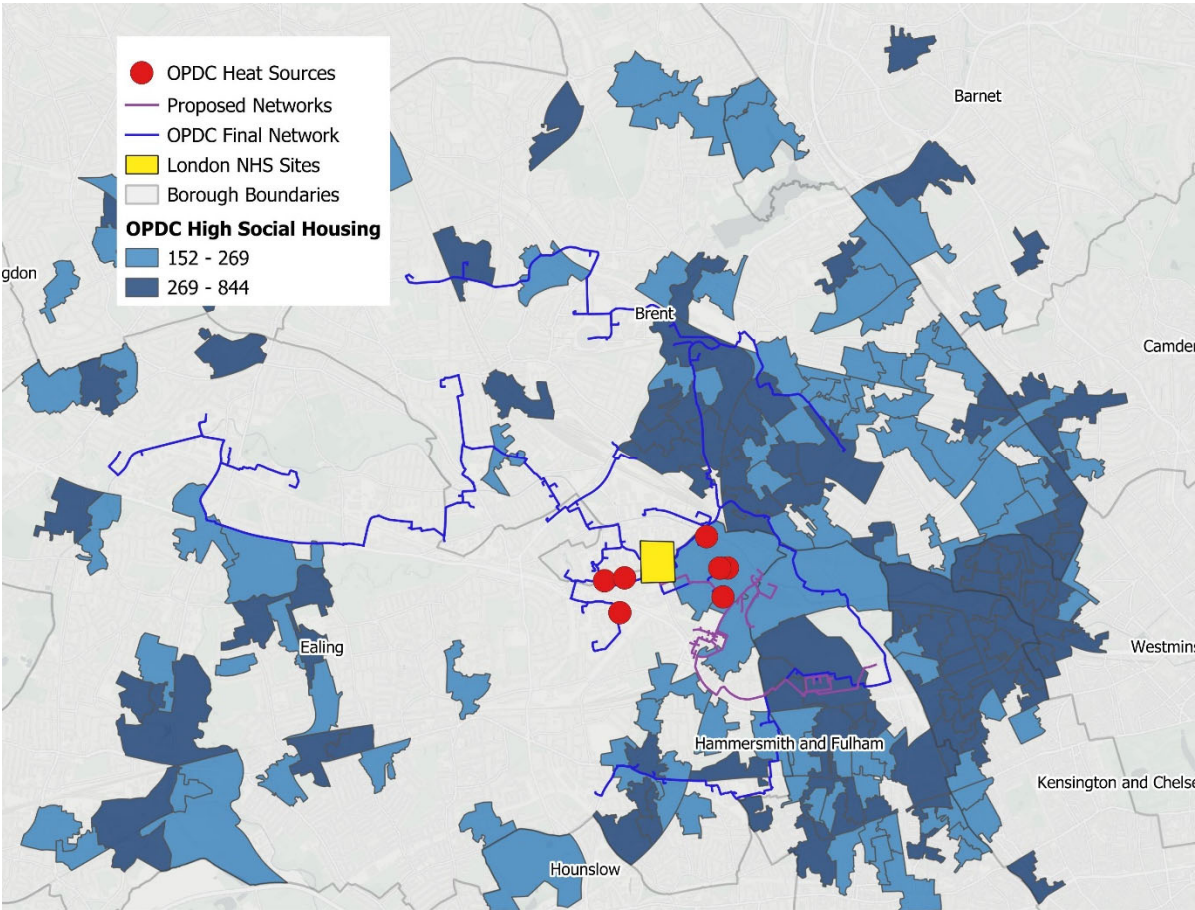 OPDC Heat Sources
Proposed Networks
OPDC Final Network
London NHS Sites
Borough Boundaries
OPDC High Social Housing
152 - 269
269 - 844
Barnet
gdon
Brent
Camden
Ealing
Westmins
Hammersmith and Fulham
Kensington and Chelse
Hounslow